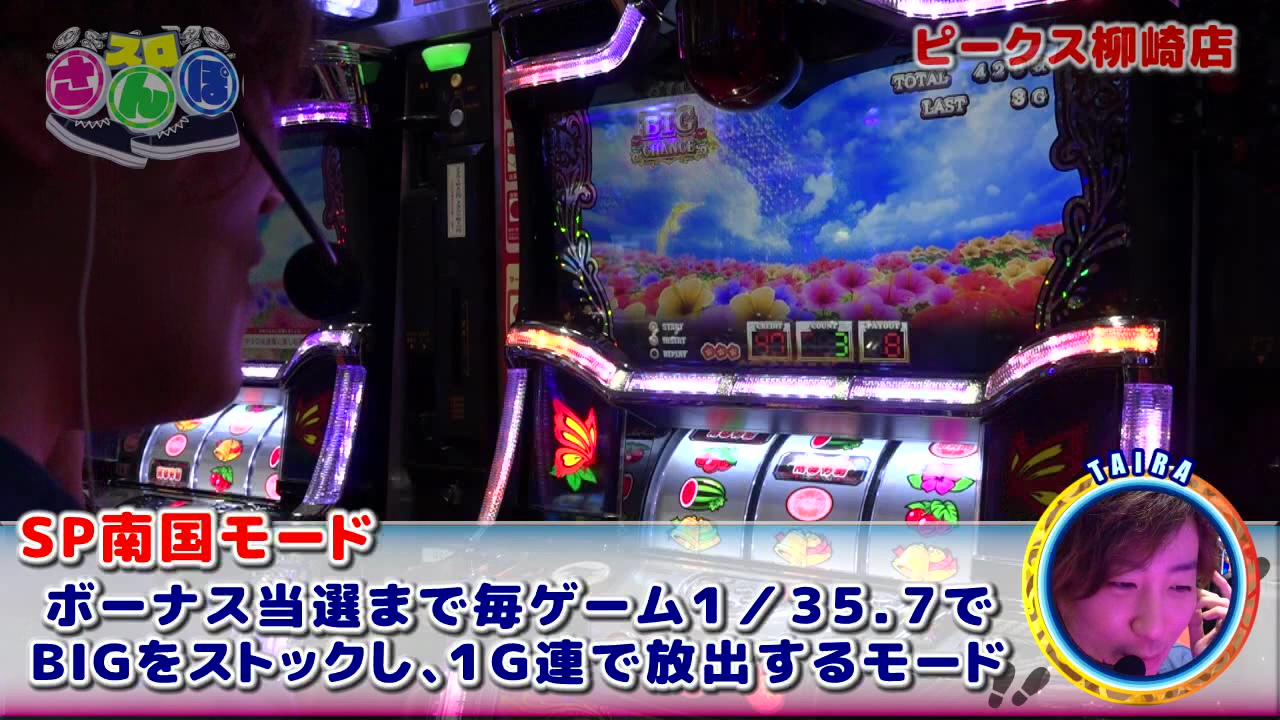 スロ
さんぽ
ピークス柳崎店
TOTAL
LAST 3G
BIG
CHANCE
START
INSERT
REPLAY
CREDIT
COUNT
PAYOUT
3
8
TAIRA
SP南国モード
ボーナス当選まで毎ゲーム1／35.7で
BIGをストックし、1G連で放出するモード